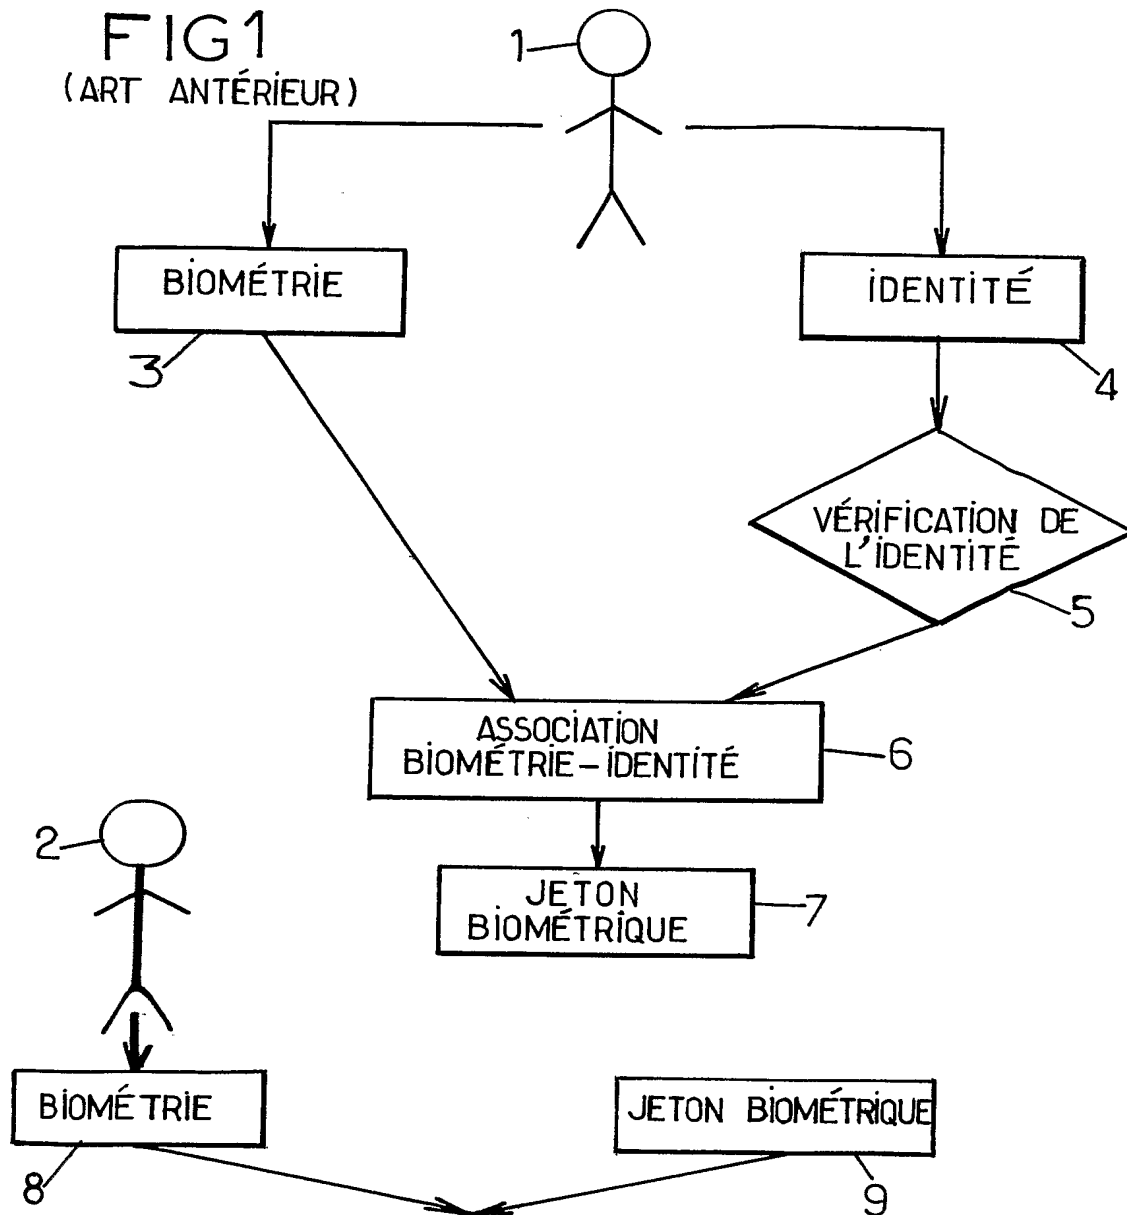 FIG1
(ART ANTÉRIEUR)
1
BIOMÉTRIE
IDENTITÉ
3
4
VÉRIFICATION DE
L'IDENTITÉ
5
ASSOCIATION
BIOMÉTRIE-IDENTITÉ
6
2
JETON
BIOMÉTRIQUE
7
BIOMÉTRIE
JETON BIOMÉTRIQUE
8
9